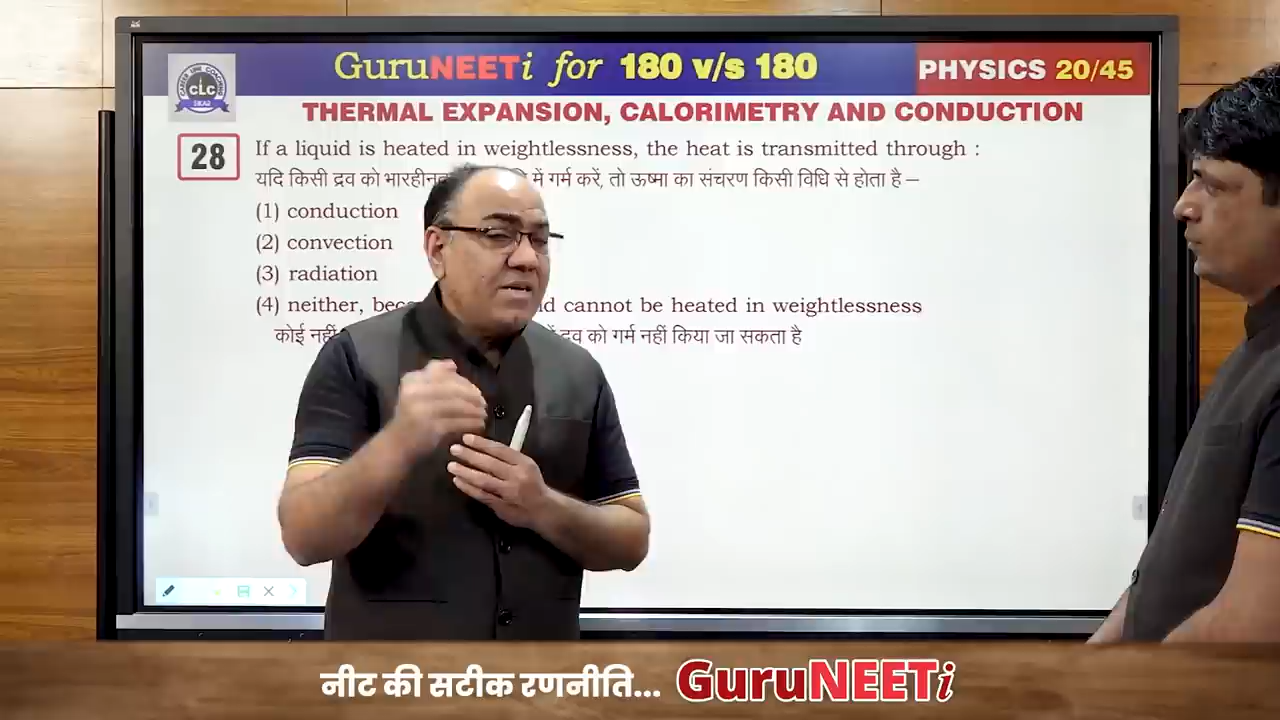 GuruNEETi for 180 v/s 180
PHYSICS 20/45
CLC
SIKAR
THERMAL EXPANSION, CALORIMETRY AND CONDUCTION
28
If a liquid is heated in weightlessness, the heat is transmitted through :
यदि किसी द्रव को में गर्म करें, तो ऊष्मा का संचरण किसी विधि से होता है –
(1) conduction
(2) convection
(3) radiation
(4) neither, cannot be heated in weightlessness
कोई नहीं द्रव को गर्म नहीं किया जा सकता है
नीट की सटीक रणनीति... GuruNEETi